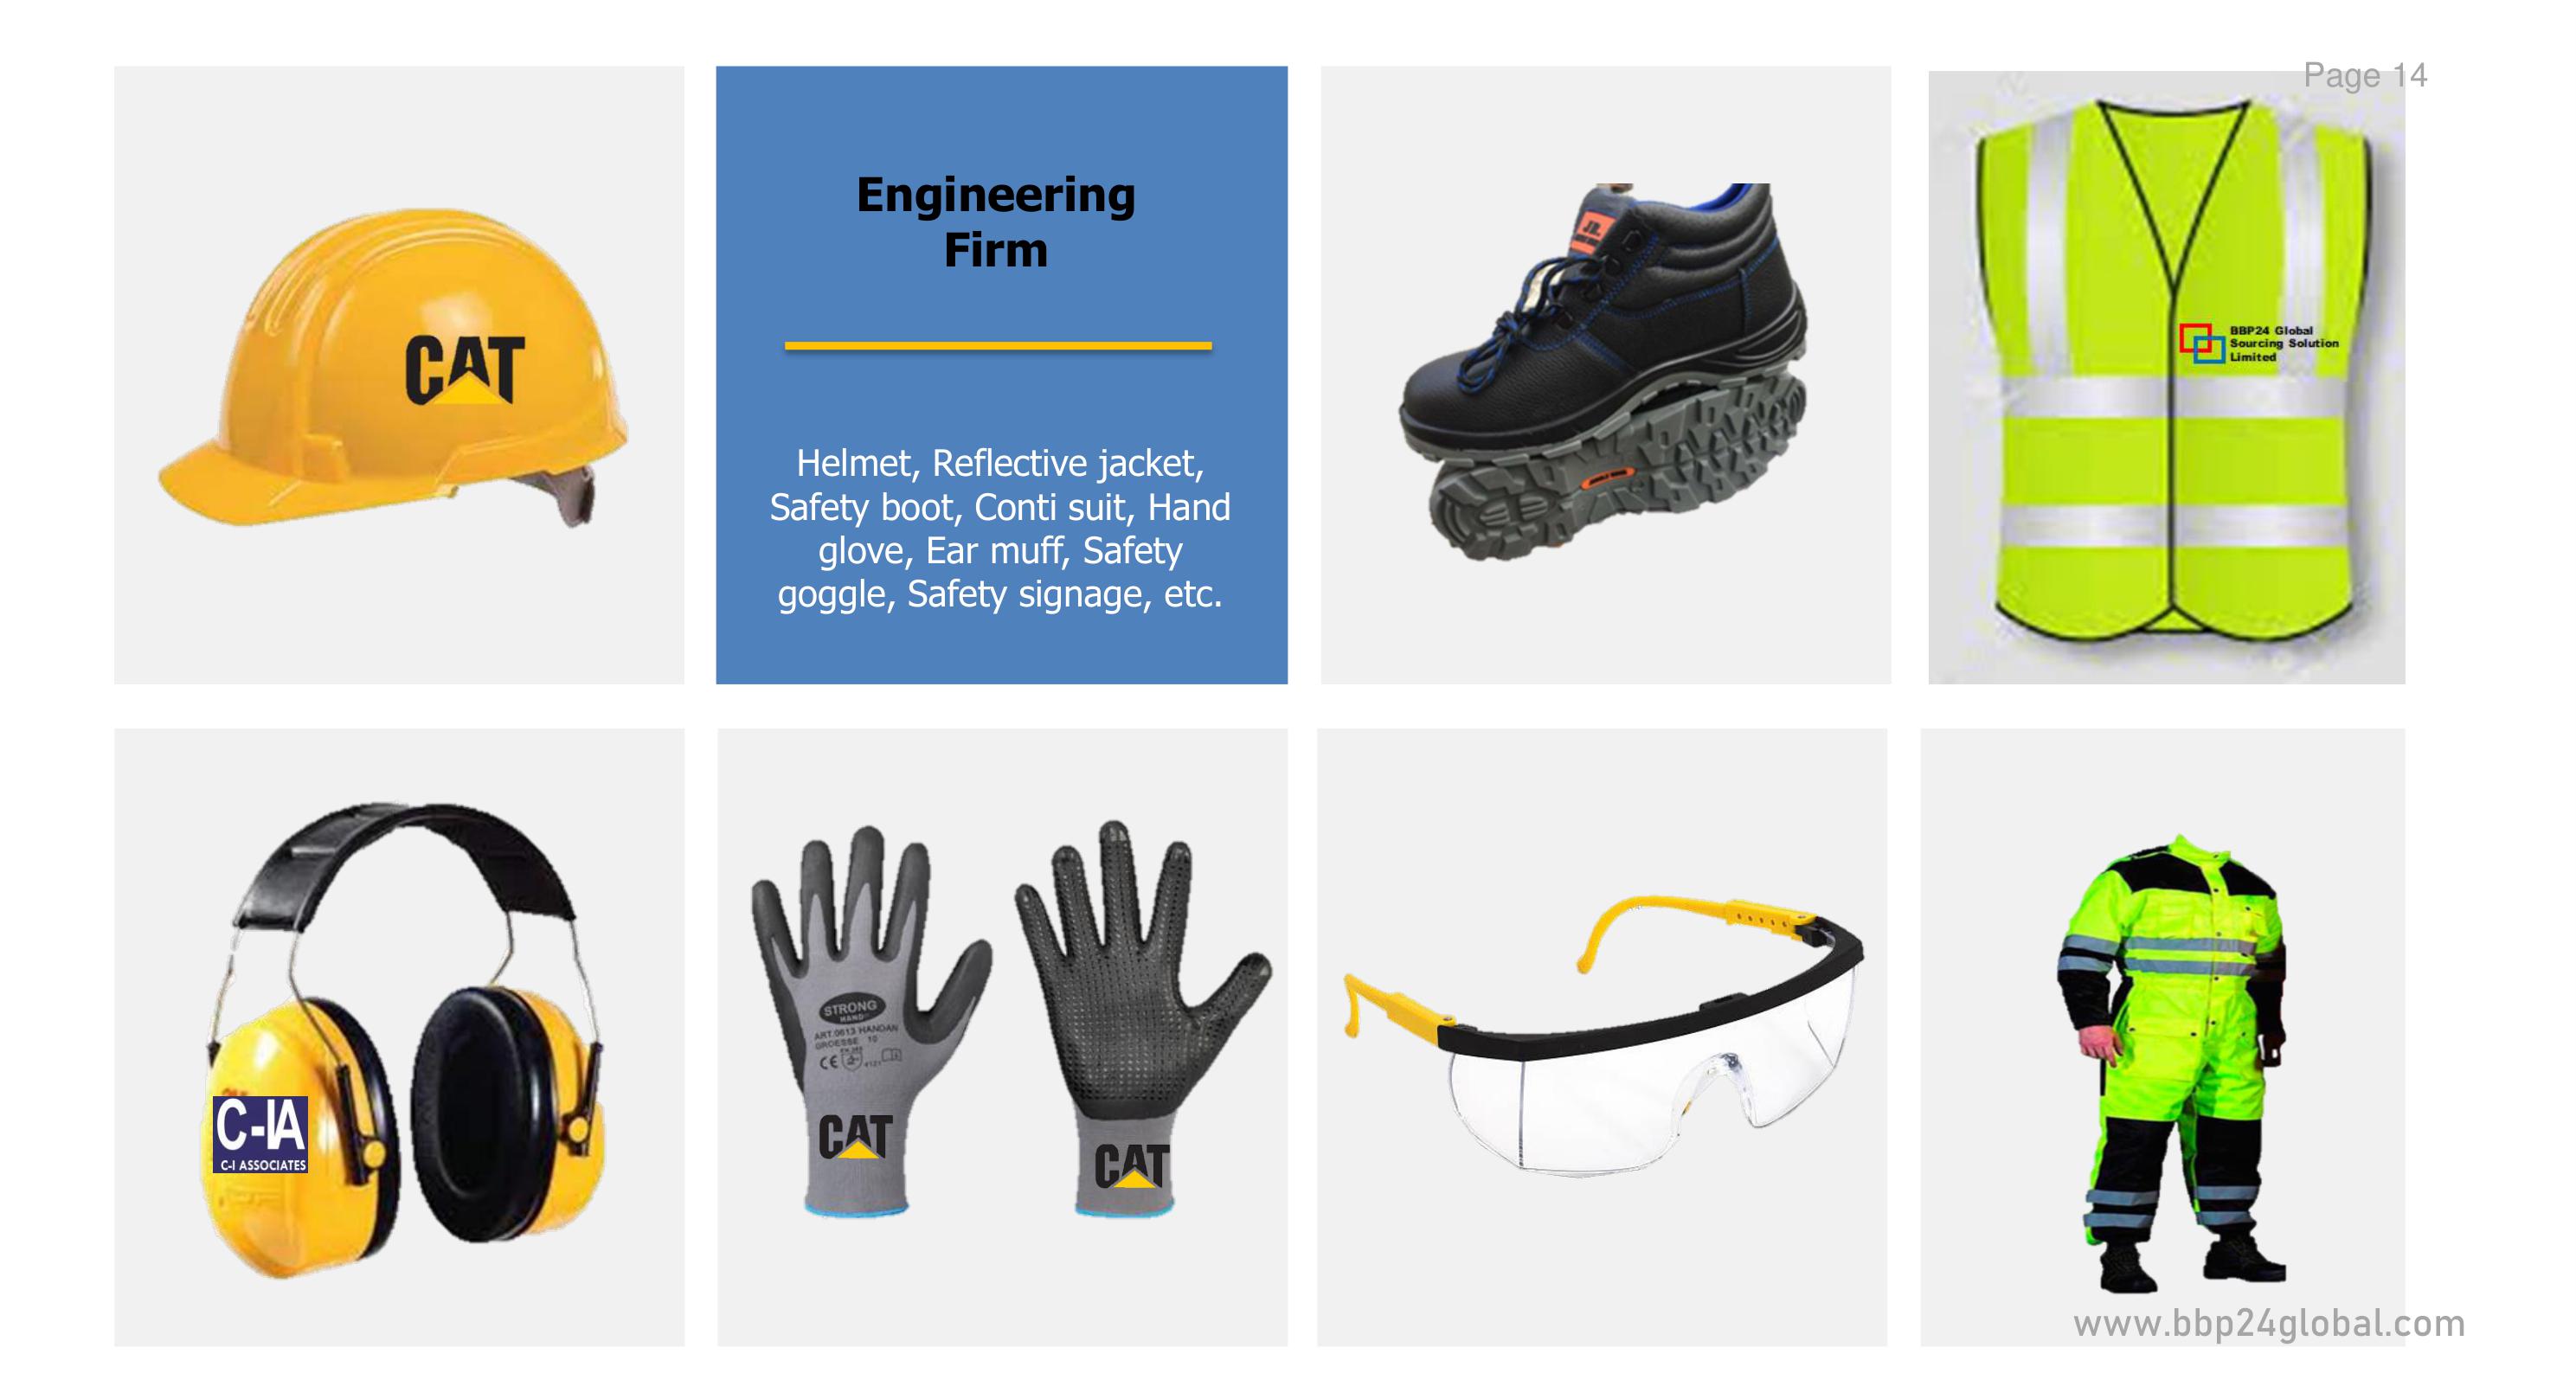 Page 14
CAT
Engineering
Firm
Helmet, Reflective jacket,
Safety boot, Conti suit, Hand
glove, Ear muff, Safety
goggle, Safety signage, etc.
BBP24 Global
Sourcing Solution
Limited
C-IA
C-I ASSOCIATES
STRONG
HAND
ART.0613 HANDAN
GROESSE 10
CE
CAT
CAT
www.bbp24global.com